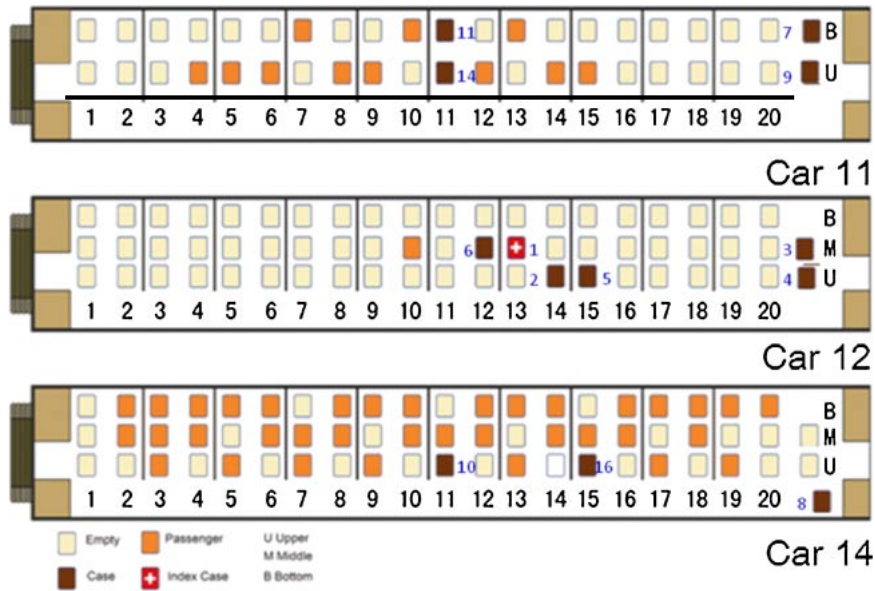 11 7 B
14 9 U
1 2 3 4 5 6 7 8 9 10 11 12 13 14 15 16 17 18 19 20
Car 11
B
6 1 3 M
2 5 4 U
1 2 3 4 5 6 7 8 9 10 11 12 13 14 15 16 17 18 19 20
Car 12
B
M
10 16 U
1 2 3 4 5 6 7 8 9 10 11 12 13 14 15 16 17 18 19 20 8
Car 14
Empty Passenger U Upper
M Middle
Case Index Case B Bottom